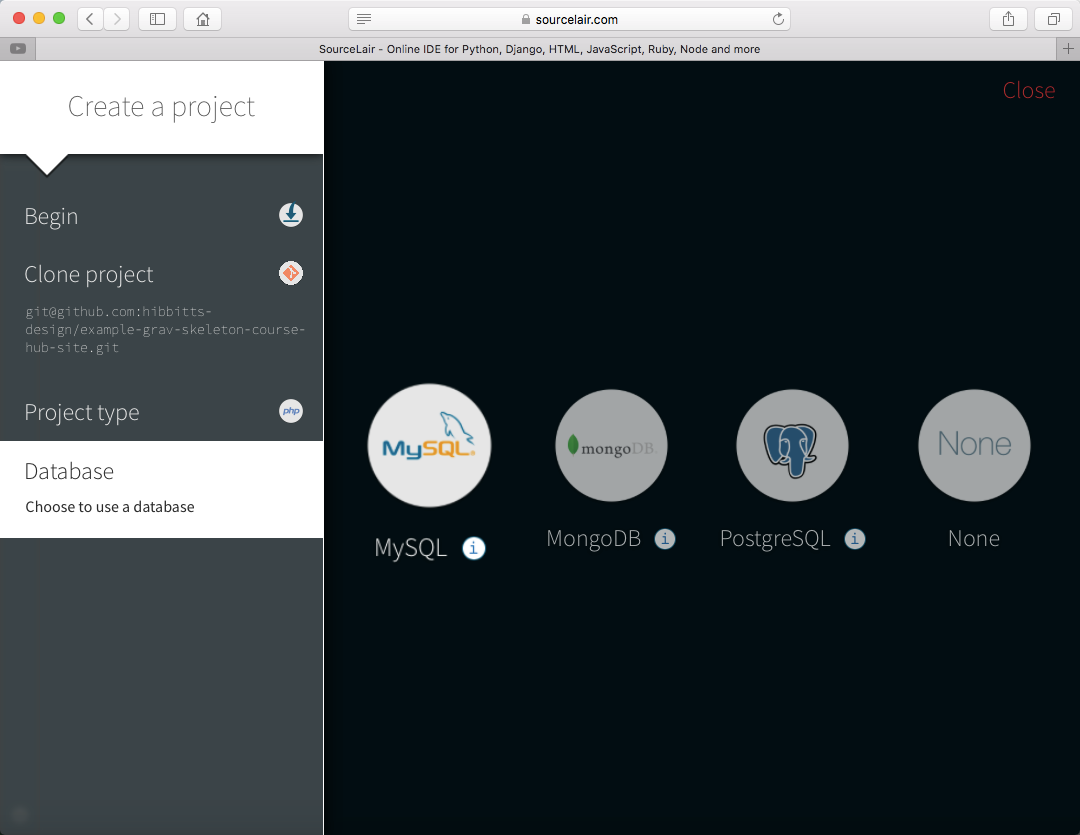 sourcelair.com
SourceLair - Online IDE for Python, Django, HTML, JavaScript, Ruby, Node and more
Create a project
Close
Begin
Clone project
git@github.com:hibbitts-
design/example-grav-skeleton-course-
hub-site.git
Project type
php
Database
Choose to use a database
MySQL
mongoDB
None
MySQL i
MongoDB i
PostgreSQL i
None